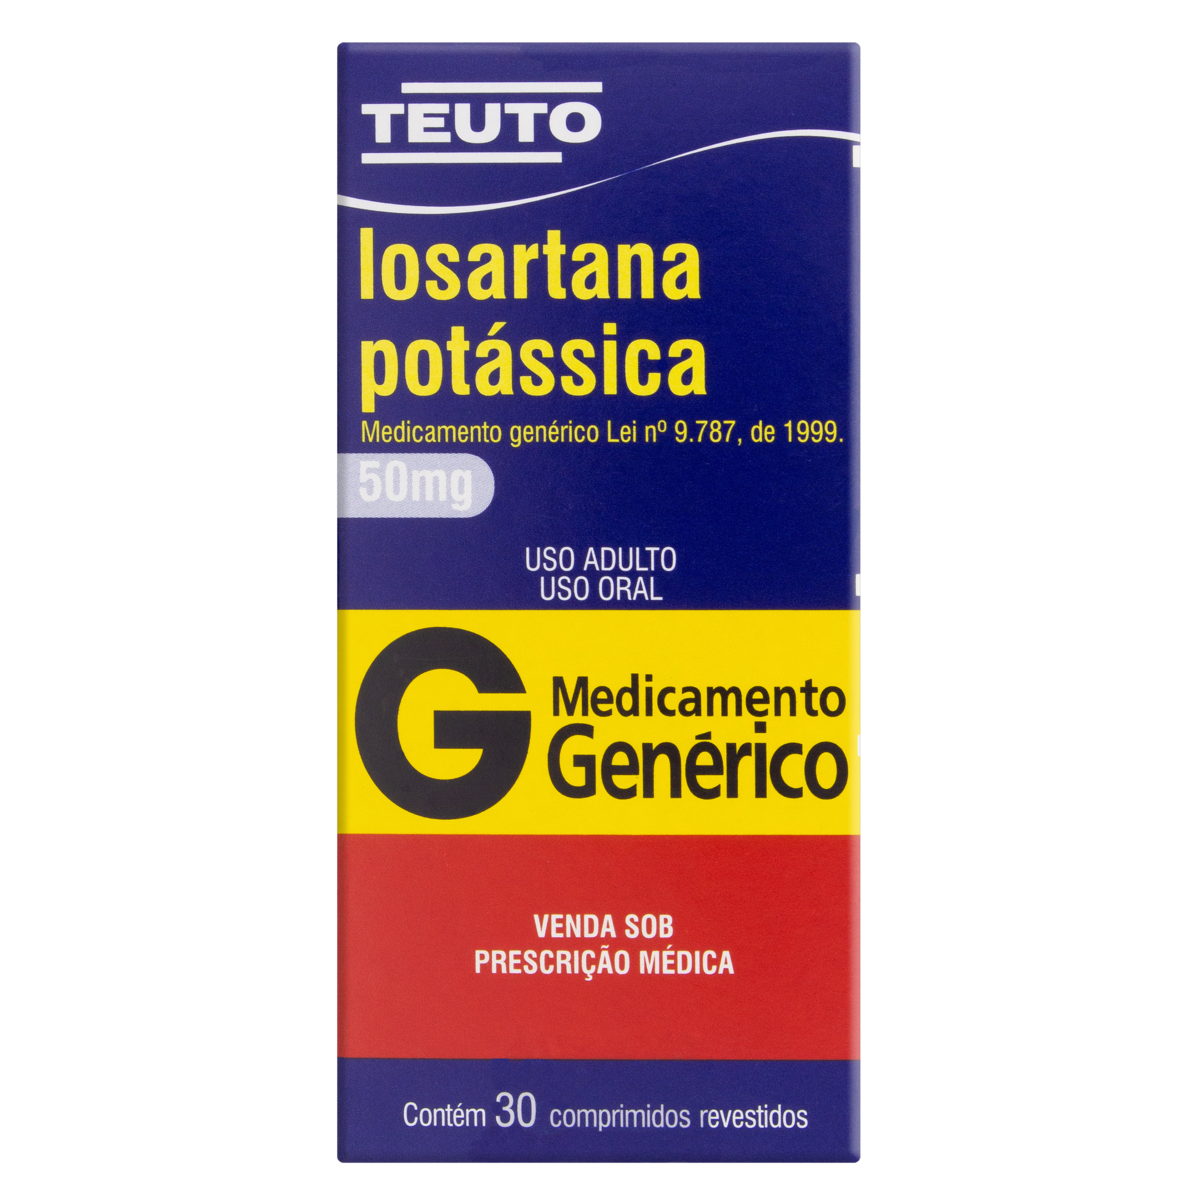 TEUTO
losartana
potássica
Medicamento genérico Lei nº 9.787, de 1999.
50mg
USO ADULTO
USO ORAL
G
Medicamento
Genérico
VENDA SOB
PRESCRIÇÃO MÉDICA
Contém 30 comprimidos revestidos